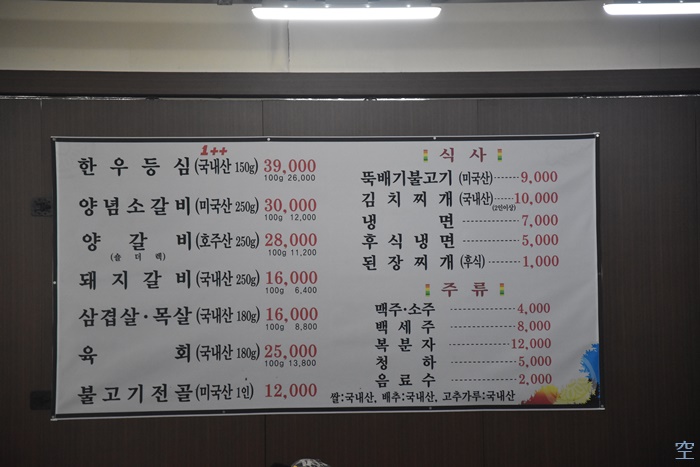 1++
한우등심 (국내산 150g) 39,000
100g 26,000
양념소갈비 (미국산 250g) 30,000
100g 12,000
양갈비 (호주산 250g) 28,000
(숄더랙) 100g 11,200
돼지갈비 (국내산 250g) 16,000
100g 6,400
삼겹살·목살 (국내산 180g) 16,000
100g 8,800
육회 (국내산 180g) 25,000
100g 13,800
불고기전골 (미국산 1인) 12,000
식사
뚝배기불고기 (미국산) 9,000
김치찌개 (국내산) 10,000
(2인이상)
냉면 7,000
후식냉면 5,000
된장찌개 (후식) 1,000
주류
맥주·소주 4,000
백세주 8,000
복분자 12,000
청하 5,000
음료수 2,000
쌀:국내산, 배추:국내산, 고추가루:국내산
空